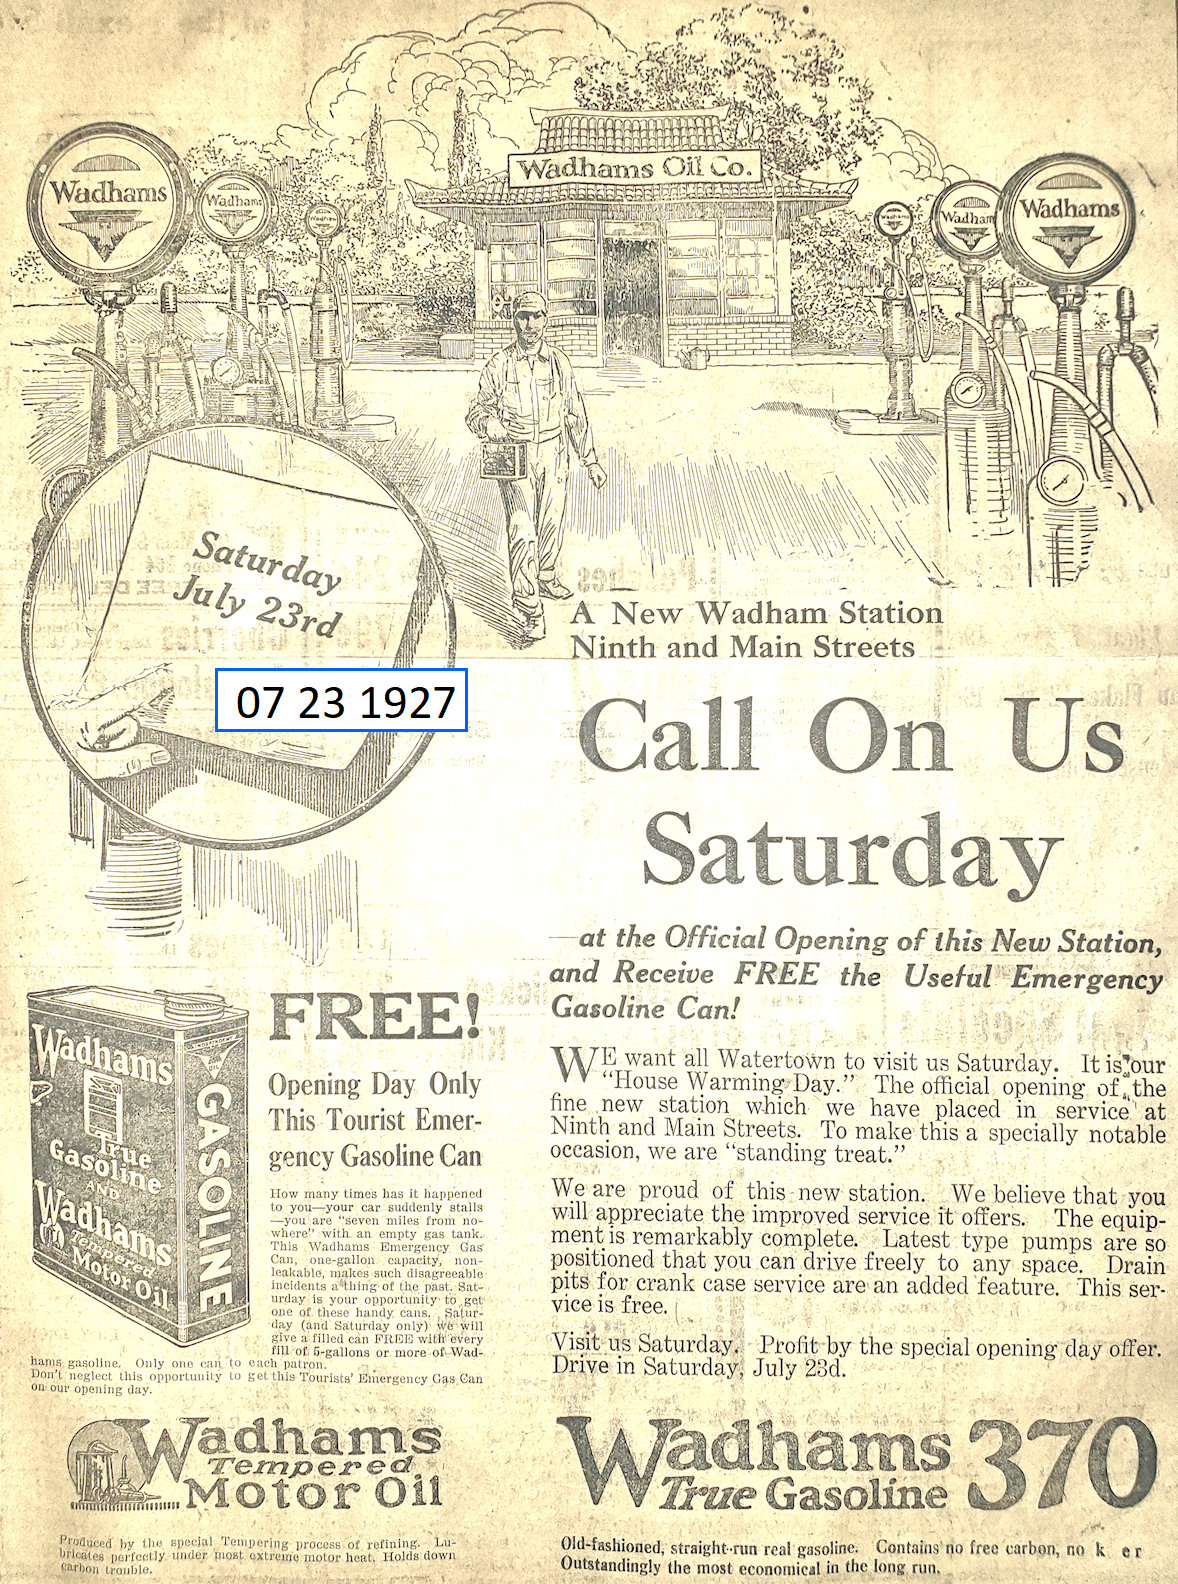 Wadhams Oil Co.
Wadhams
Wadhams
Wadhams
Wadhams
Wadhams
Wadhams
Saturday
July 23rd
07 23 1927
A New Wadham Station
Ninth and Main Streets
Call On Us
Saturday
—at the Official Opening of this New Station,
and Receive FREE the Useful Emergency
Gasoline Can!
WE want all Watertown to visit us Saturday. It is our
"House Warming Day." The official opening of the
fine new station which we have placed in service at
Ninth and Main Streets. To make this a specially notable
occasion, we are "standing treat."
We are proud of this new station. We believe that you
will appreciate the improved service it offers. The equip-
ment is remarkably complete. Latest type pumps are so
positioned that you can drive freely to any space. Drain
pits for crank case service are an added feature. This ser-
vice is free.
Visit us Saturday. Profit by the special opening day offer.
Drive in Saturday, July 23d.
Wadhams
True
Gasoline
AND
Wadhams
Tempered
Motor Oil
GASOLINE
FREE!
Opening Day Only
This Tourist Emer-
gency Gasoline Can
How many times has it happened
to you—your car suddenly stalls
—you are "seven miles from no-
where" with an empty gas tank.
This Wadhams Emergency Gas
Can, one-gallon capacity, non-
leakable, makes such disagreeable
incidents a thing of the past. Sat-
urday is your opportunity to get
one of these handy cans. Satur-
day (and Saturday only) we will
give a filled can FREE with every
fill of 5-gallons or more of Wad-
hams gasoline. Only one can to each patron.
Don't neglect this opportunity to get this Tourists' Emergency Gas Can
on our opening day.
Wadhams
Tempered
Motor Oil
Produced by the special Tempering process of refining. Lu-
bricates perfectly under most extreme motor heat. Holds down
carbon trouble.
Wadhams 370
True Gasoline
Old-fashioned, straight-run real gasoline. Contains no free carbon, no
Outstandingly the most economical in the long run.